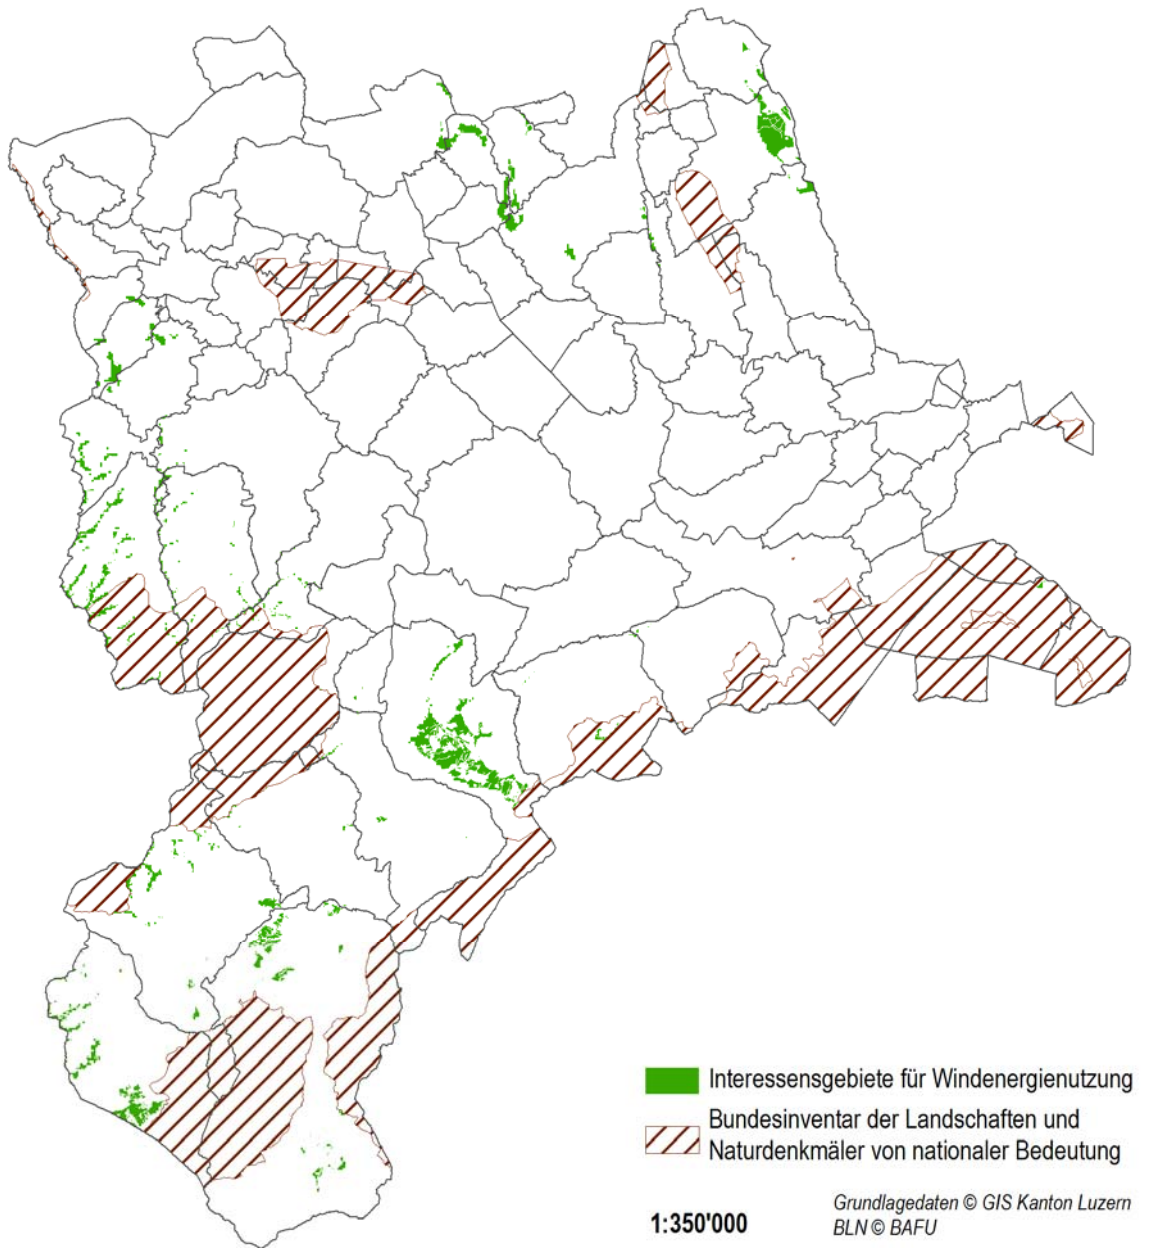 Interessensgebiete für Windenergienutzung
Bundesinventar der Landschaften und
Naturdenkmäler von nationaler Bedeutung
1:350'000
Grundlagedaten © GIS Kanton Luzern
BLN © BAFU